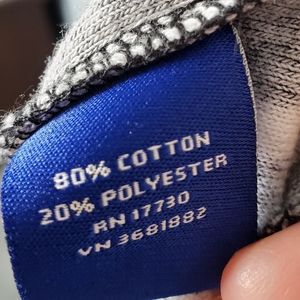 80% COTTON
20% POLYESTER
RN 17730
VN 3681882